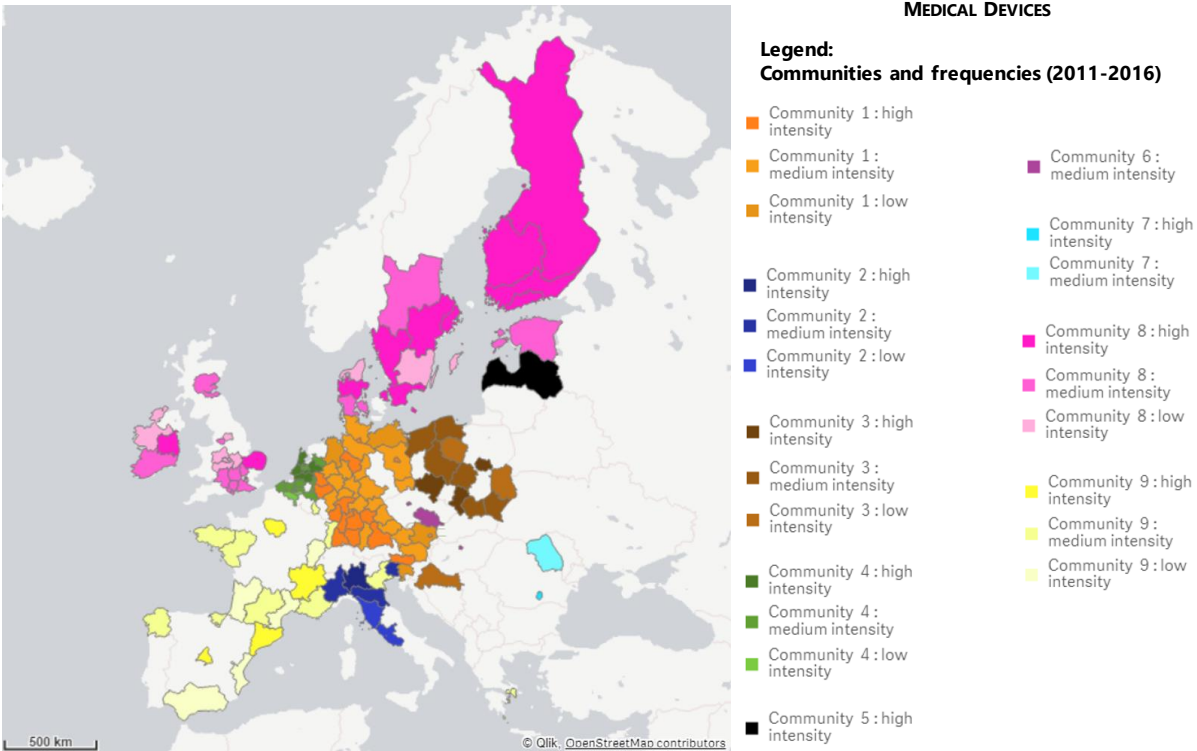 MEDICAL DEVICES
Legend:
Communities and frequencies (2011-2016)
Community 1 : high
intensity
Community 1 :
medium intensity
Community 1 : low
intensity
Community 2 : high
intensity
Community 2 :
medium intensity
Community 2 : low
intensity
Community 3 : high
intensity
Community 3 :
medium intensity
Community 3 : low
intensity
Community 4 : high
intensity
Community 4 :
medium intensity
Community 4 : low
intensity
Community 5 : high
intensity
Community 6 :
medium intensity
Community 7 : high
intensity
Community 7 :
medium intensity
Community 8 : high
intensity
Community 8 :
medium intensity
Community 8 : low
intensity
Community 9 : high
intensity
Community 9 :
medium intensity
Community 9 : low
intensity
500 km
© Qlik, OpenStreetMap contributors